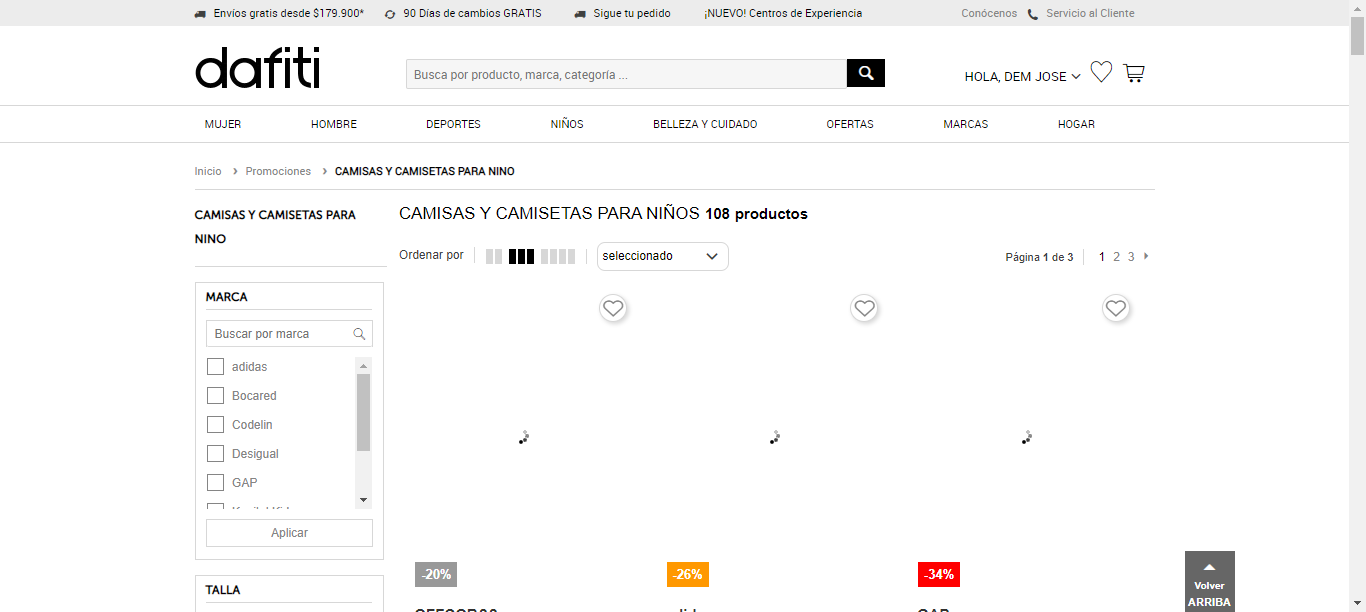 Envíos gratis desde $179.900*
90 Días de cambios GRATIS
Sigue tu pedido
¡NUEVO! Centros de Experiencia
Conócenos
Servicio al Cliente
dafiti
Busca por producto, marca, categoría ...
HOLA, DEM JOSE
MUJER
HOMBRE
DEPORTES
NIÑOS
BELLEZA Y CUIDADO
OFERTAS
MARCAS
HOGAR
Inicio > Promociones > CAMISAS Y CAMISETAS PARA NINO
CAMISAS Y CAMISETAS PARA
NINO
CAMISAS Y CAMISETAS PARA NIÑOS 108 productos
Ordenar por
seleccionado
Página 1 de 3
1 2 3
MARCA
Buscar por marca
adidas
Bocared
Codelin
Desigual
GAP
Aplicar
TALLA
-20%
-26%
-34%
Volver
ARRIBA